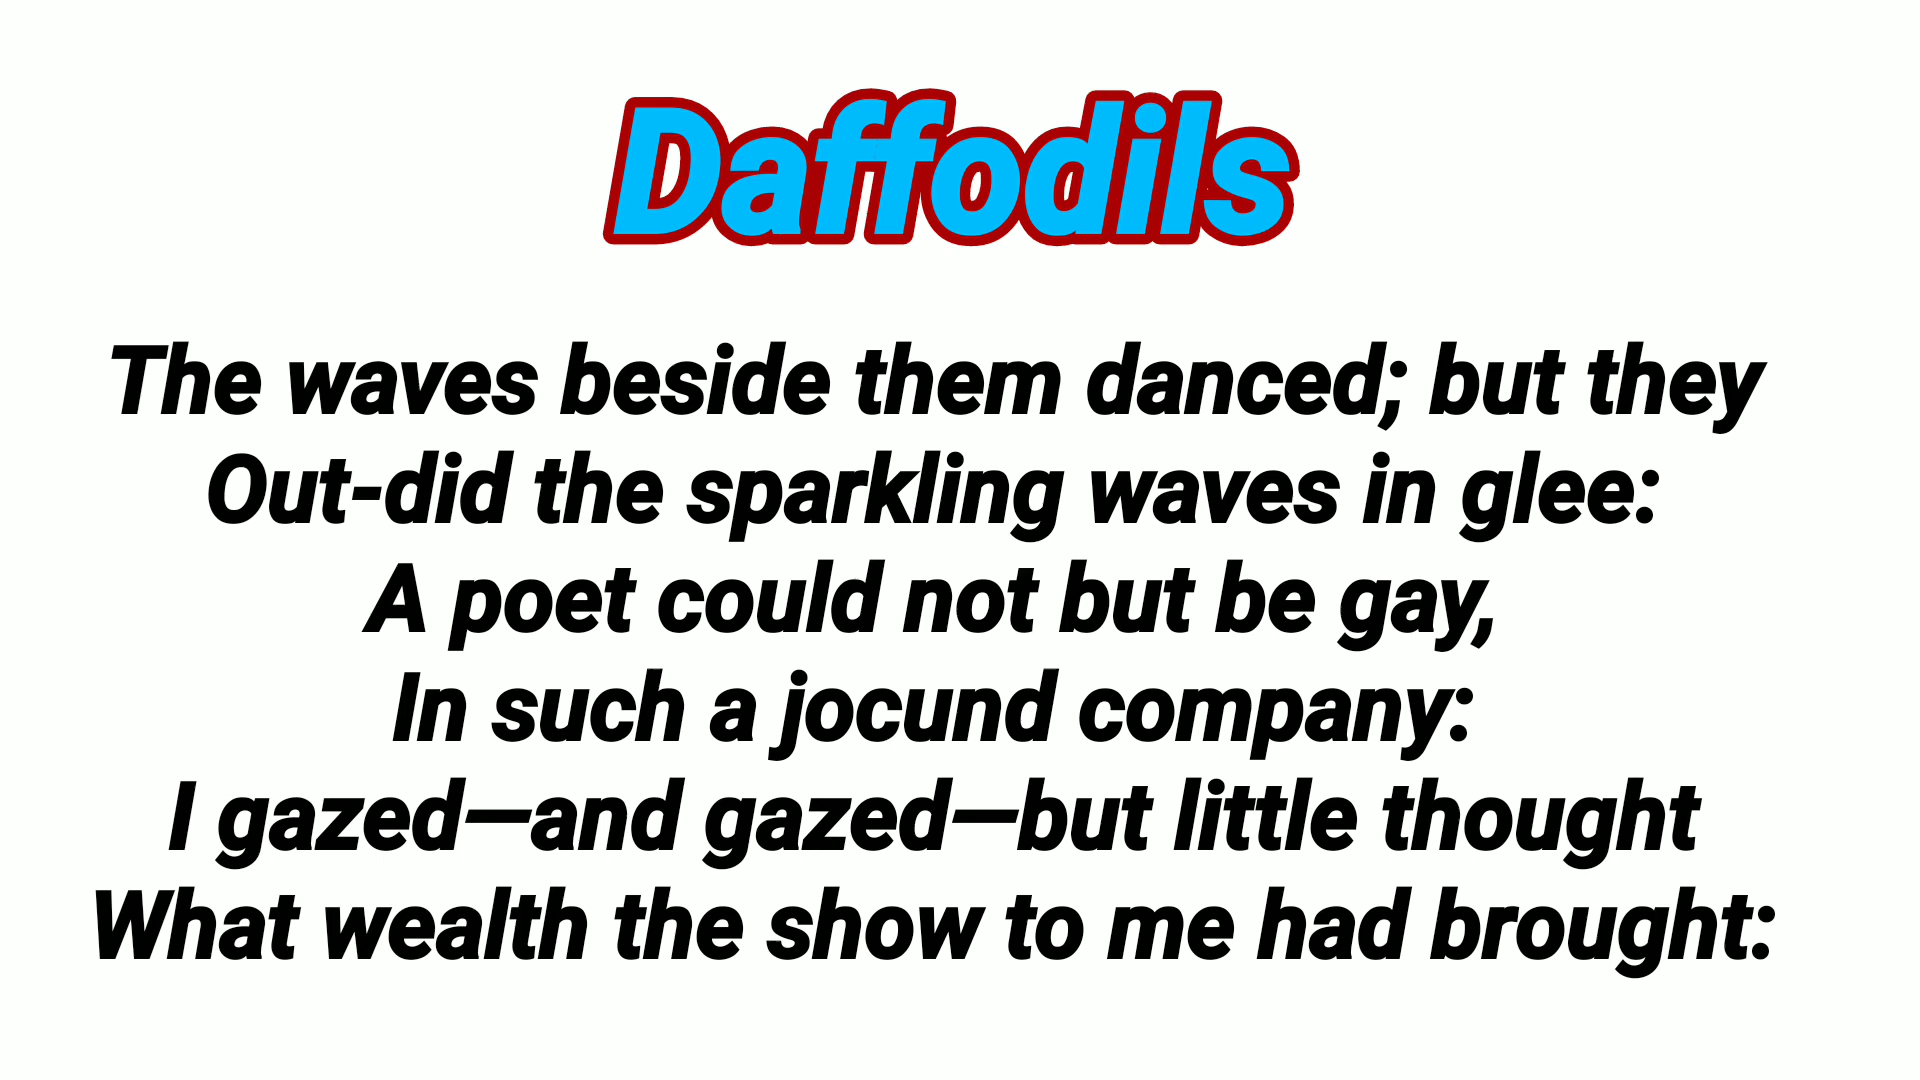 Daffodils
The waves beside them danced; but they
Out-did the sparkling waves in glee:
A poet could not but be gay,
In such a jocund company:
I gazed—and gazed—but little thought
What wealth the show to me had brought: